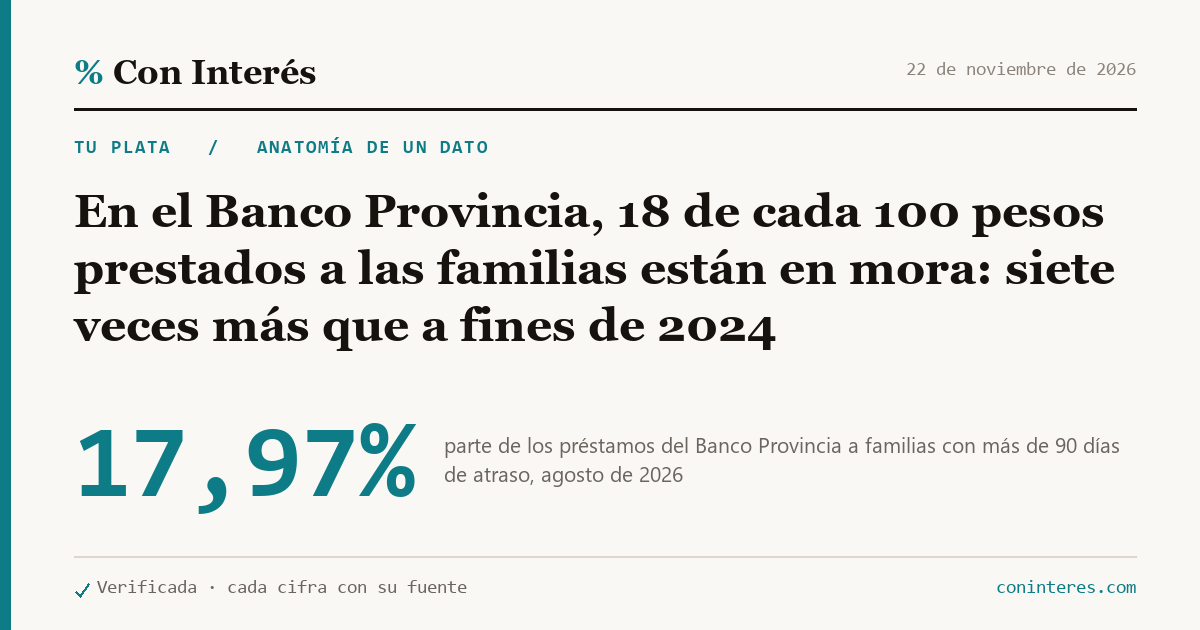 % Con Interés
22 de noviembre de 2026
TU PLATA / ANATOMÍA DE UN DATO
En el Banco Provincia, 18 de cada 100 pesos
prestados a las familias están en mora: siete
veces más que a fines de 2024
17,97%
parte de los préstamos del Banco Provincia a familias con más de 90 días
de atraso, agosto de 2026
✓ Verificada · cada cifra con su fuente
coninteres.com